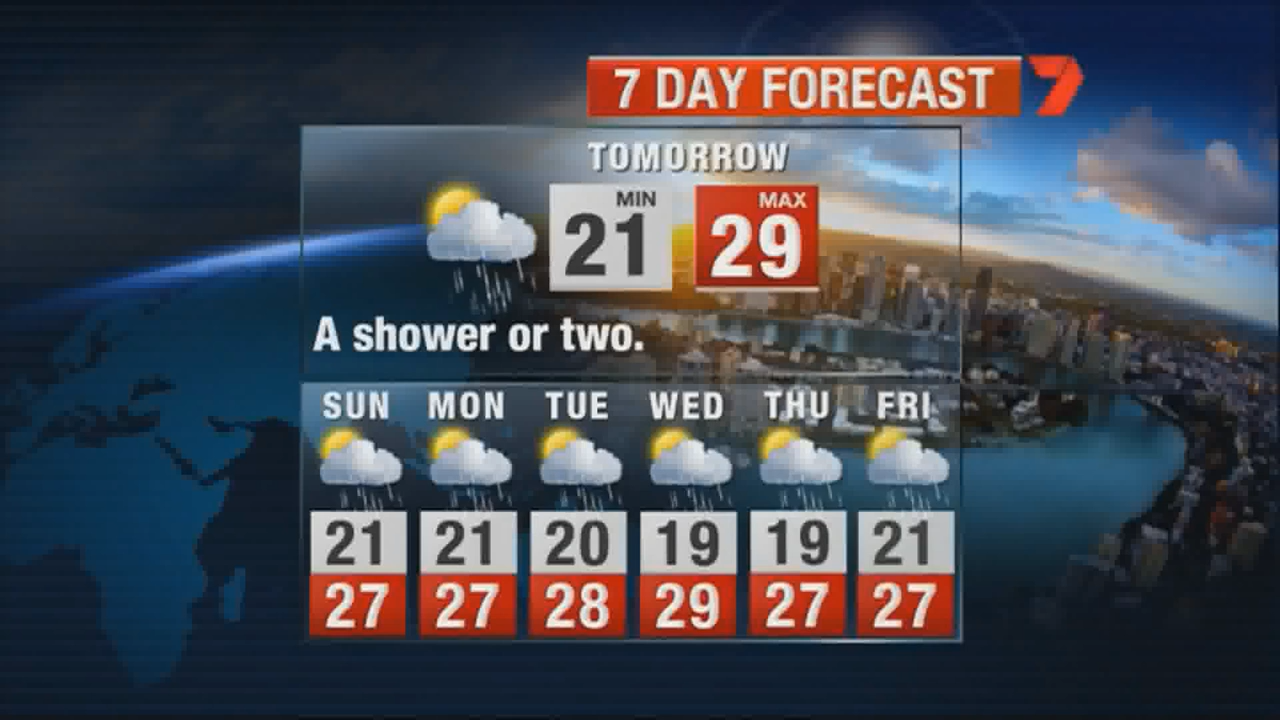 7 DAY FORECAST 7
TOMORROW
MIN MAX
21 29
A shower or two.
SUN MON TUE WED THU FRI
21 21 20 19 19 21
27 27 28 29 27 27